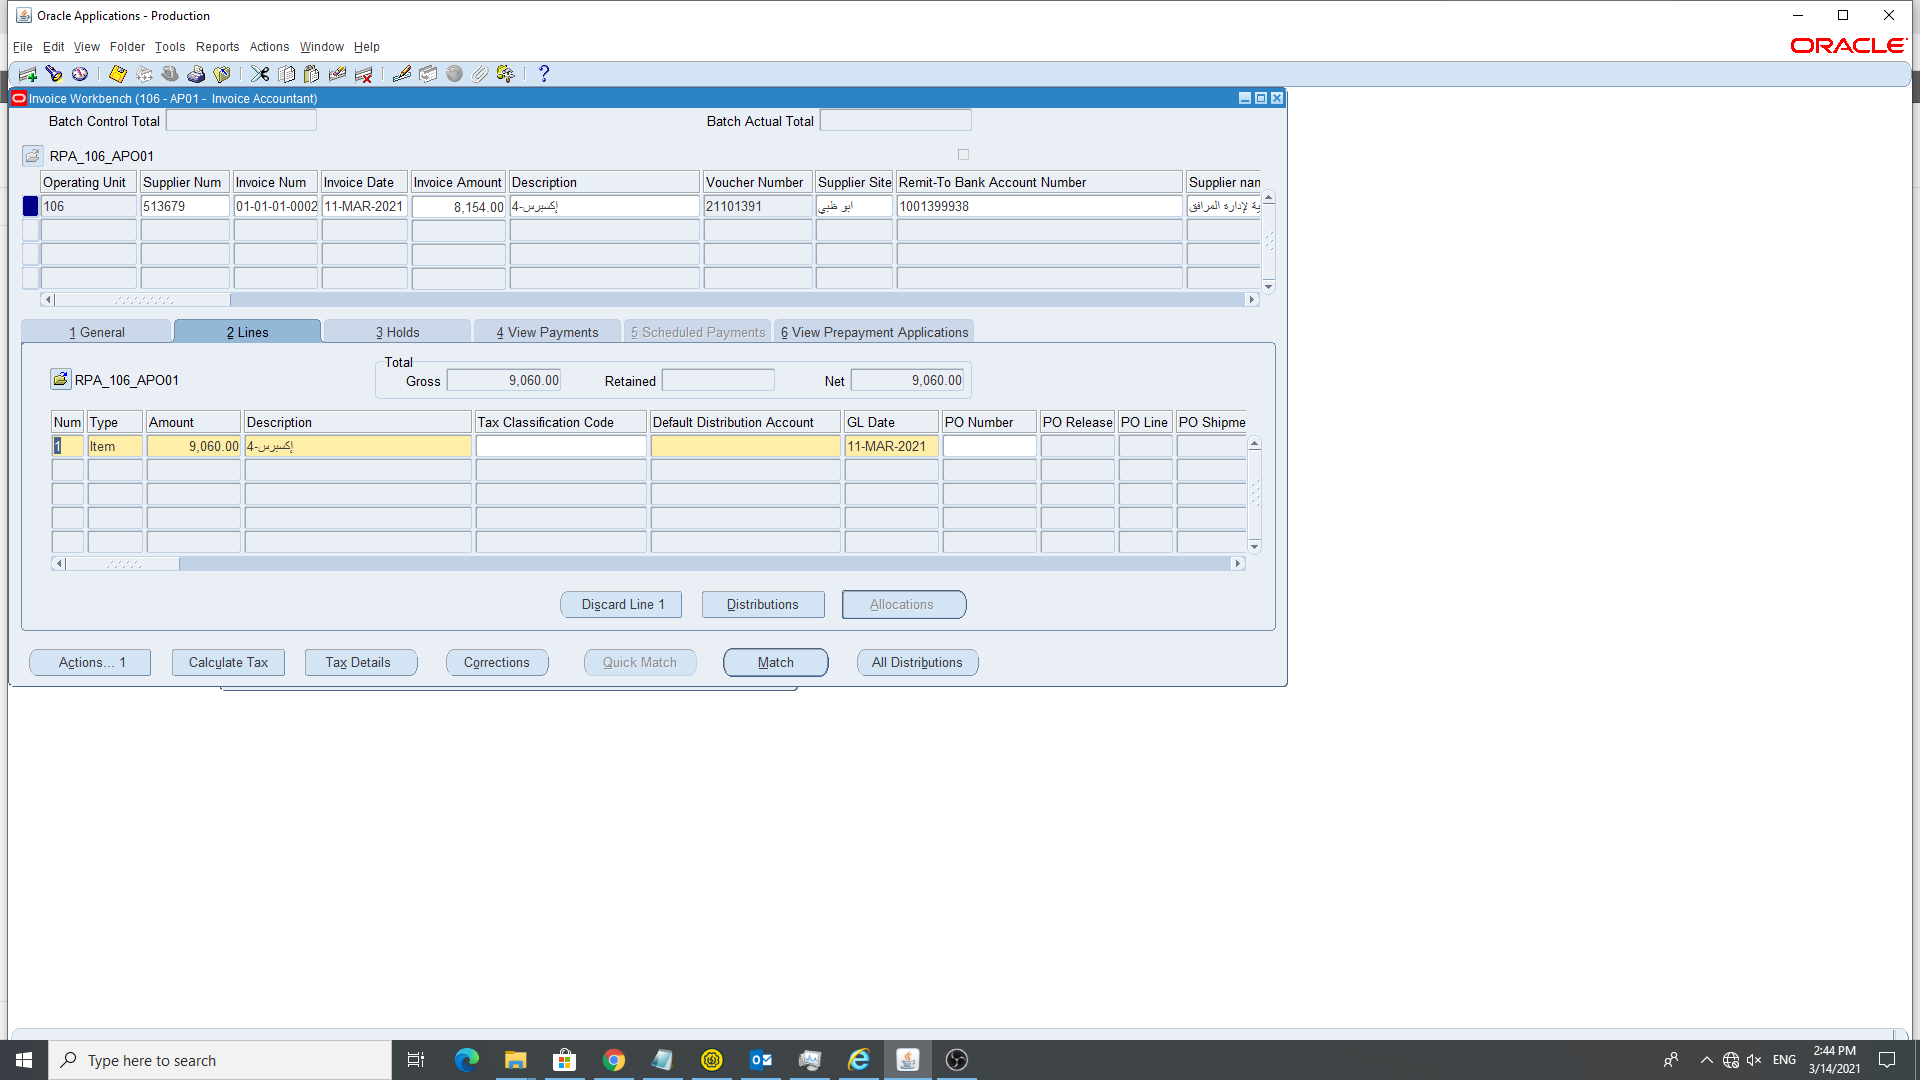 Oracle Applications - Production
File Edit View Folder Tools Reports Actions Window Help
ORACLE
Invoice Workbench (106 - AP01 - Invoice Accountant)
Batch Control Total
Batch Actual Total
RPA_106_APO01
Operating Unit Supplier Num Invoice Num Invoice Date Invoice Amount Description Voucher Number Supplier Site Remit-To Bank Account Number Supplier nan
106 513679 01-01-01-0002 11-MAR-2021 8,154.00 إكسبرس-4 21101391 ابو ظبي 1001399938 ية لإدارة المرافق
1 General 2 Lines 3 Holds 4 View Payments 5 Scheduled Payments 6 View Prepayment Applications
Total
RPA_106_APO01 Gross 9,060.00 Retained Net 9,060.00
Num Type Amount Description Tax Classification Code Default Distribution Account GL Date PO Number PO Release PO Line PO Shipme
1 Item 9,060.00 إكسبرس-4 11-MAR-2021
Discard Line 1 Distributions Allocations
Actions... 1 Calculate Tax Tax Details Corrections Quick Match Match All Distributions
Type here to search
ENG
2:44 PM
3/14/2021